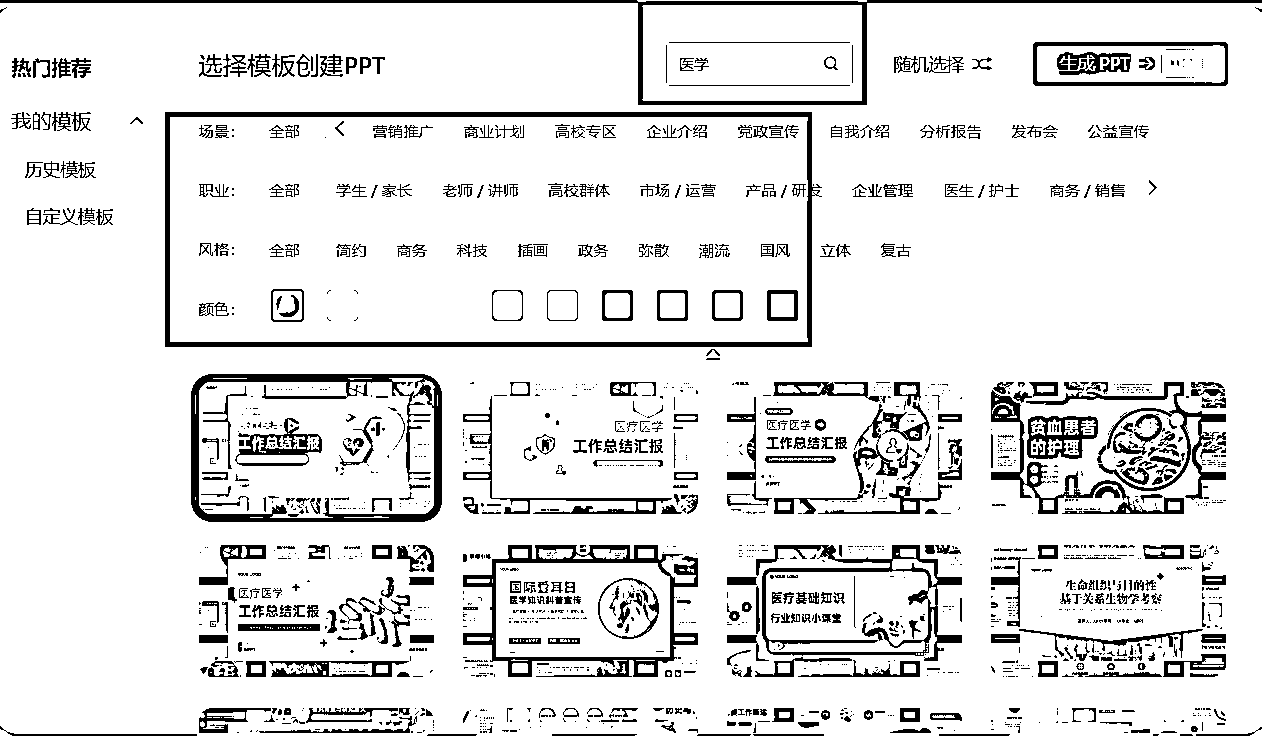 热门推荐
选择模板创建PPT
医学
随机选择
生成PPT
我的模板
历史模板
自定义模板
场景： 全部 营销推广 商业计划 高校专区 企业介绍 党政宣传 自我介绍 分析报告 发布会 公益宣传
职业： 全部 学生 / 家长 老师 / 讲师 高校群体 市场 / 运营 产品 / 研发 企业管理 医生 / 护士 商务 / 销售
风格： 全部 简约 商务 科技 插画 政务 弥散 潮流 国风 立体 复古
颜色：
工作总结汇报
医疗医学
工作总结汇报
医疗医学
工作总结汇报
贫血患者
的护理
医疗医学
工作总结汇报
国际爱耳日
医学知识科普宣传
医疗基础知识
行业知识小课堂
生命组织与目的性
基于关系生物学考察